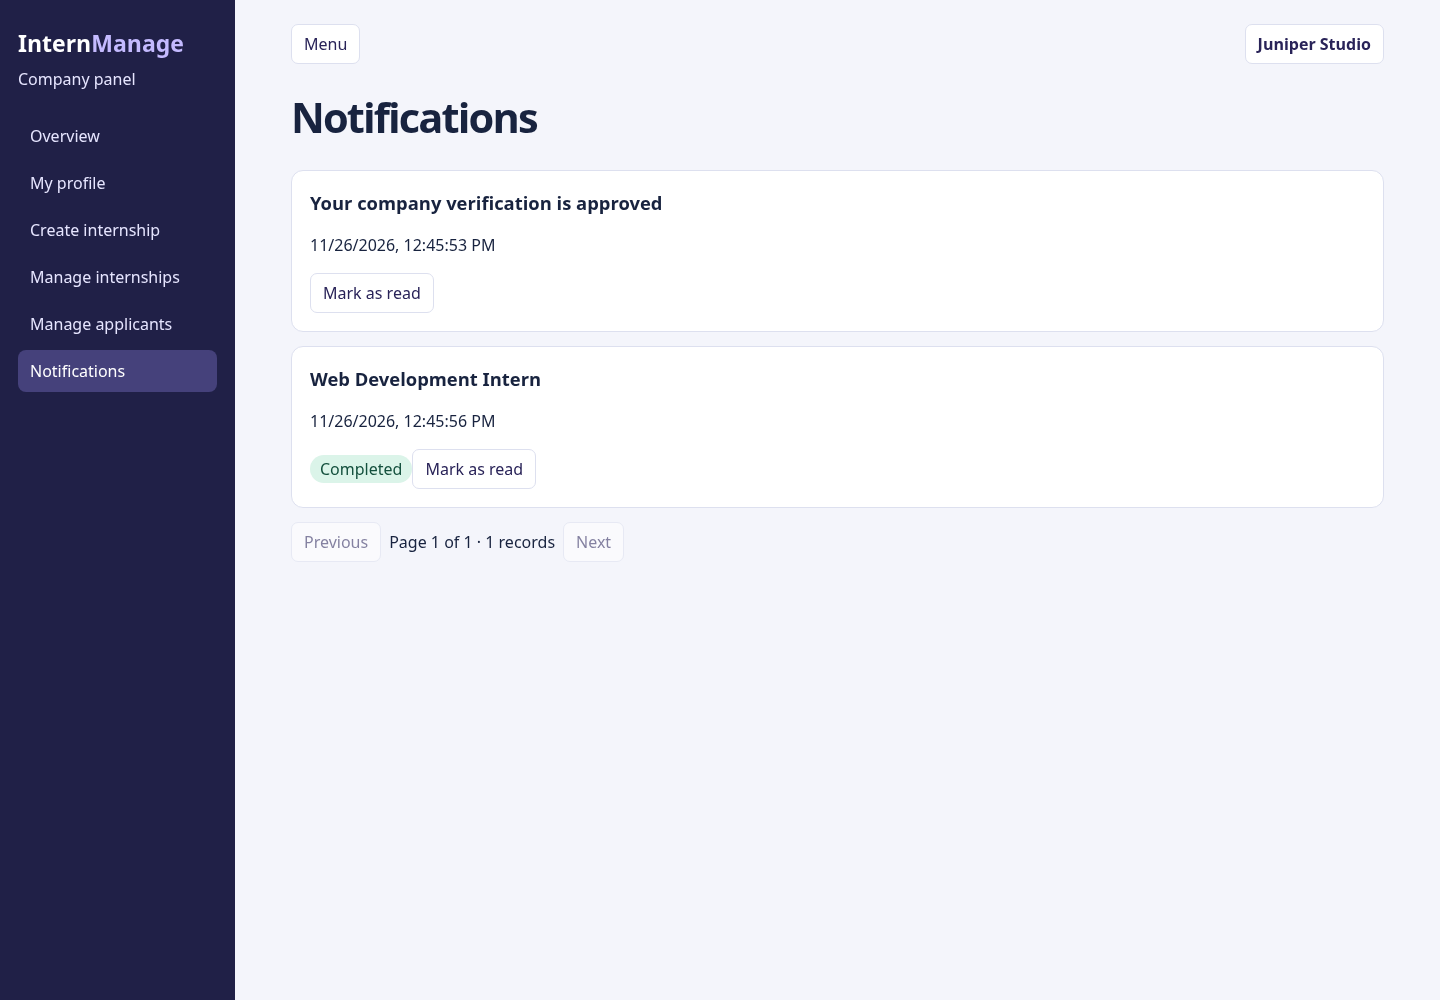 InternManage
Company panel
Overview
My profile
Create internship
Manage internships
Manage applicants
Notifications
Menu
Juniper Studio
Notifications
Your company verification is approved
11/26/2026, 12:45:53 PM
Mark as read
Web Development Intern
11/26/2026, 12:45:56 PM
Completed Mark as read
Previous Page 1 of 1 · 1 records Next